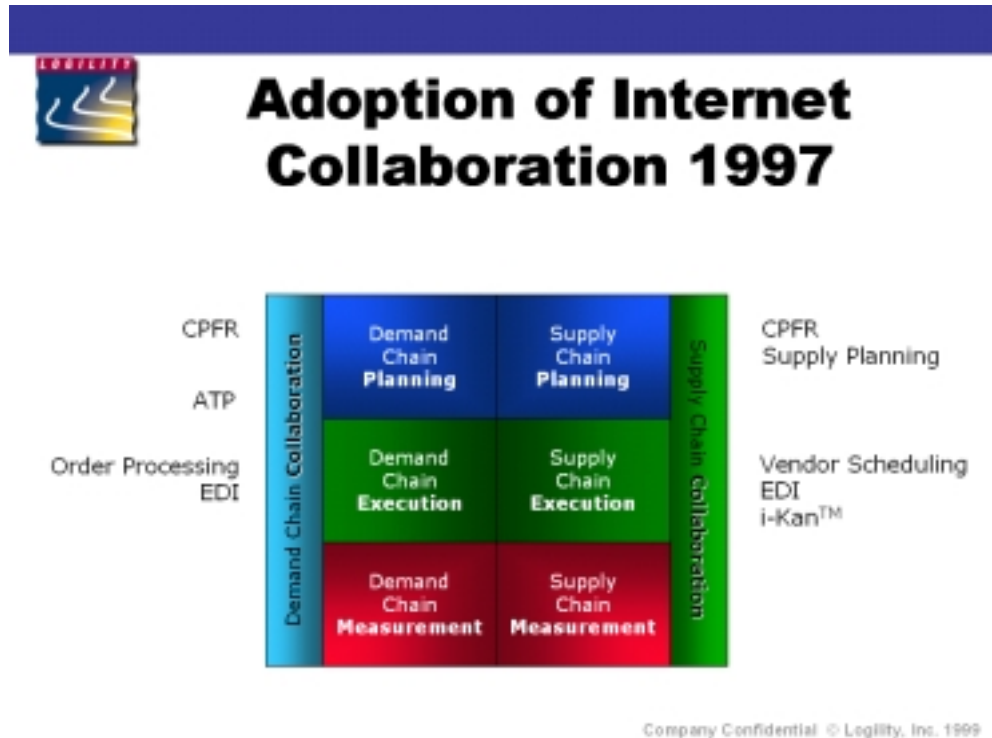 LOGILITY
Adoption of Internet
Collaboration 1997
CPFR
ATP
Order Processing
EDI
Demand Chain Collaboration
Demand
Chain
Planning
Supply
Chain
Planning
Demand
Chain
Execution
Supply
Chain
Execution
Demand
Chain
Measurement
Supply
Chain
Measurement
Supply Chain Collaboration
CPFR
Supply Planning
Vendor Scheduling
EDI
i-Kan™
Company Confidential © Logility, Inc. 1999